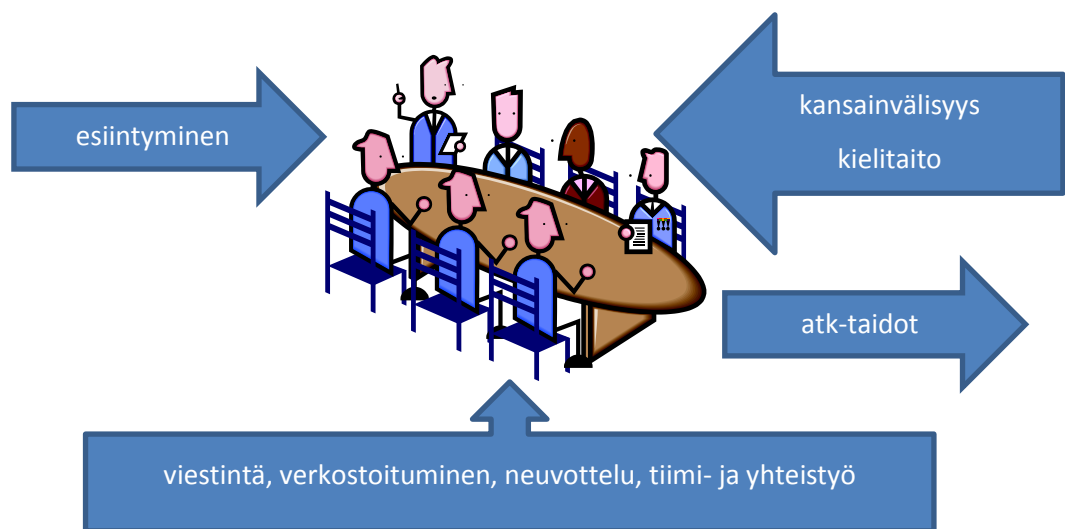 esiintyminen
kansainvälisyys
kielitaito
atk-taidot
viestintä, verkostoituminen, neuvottelu, tiimi- ja yhteistyö